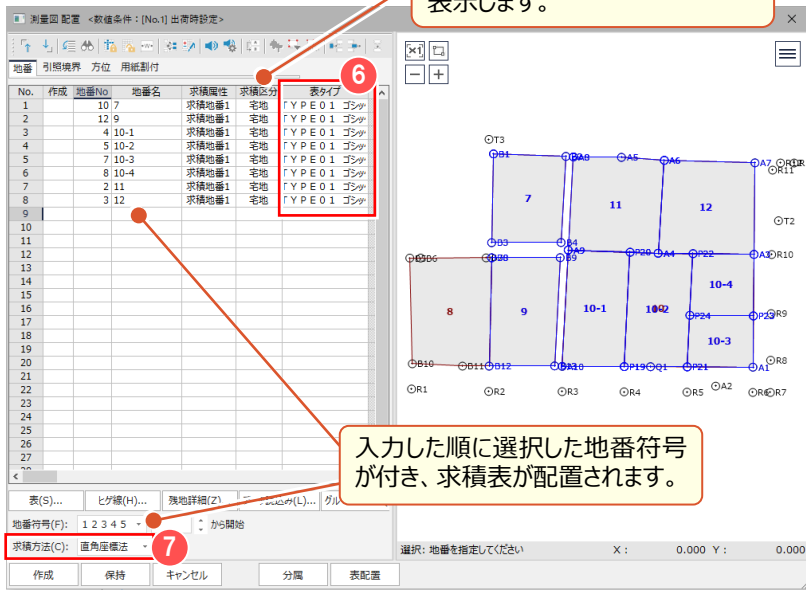 測量図 配置 <数値条件：[No.1] 出荷時設定>
表示します。
地番 引照境界 方位 用紙割付
6
No. 作成 地番No 地番名 求積属性 求積区分 表タイプ
1 10 7 求積地番1 宅地 TYPE01 ゴシッ
2 12 9 求積地番1 宅地 TYPE01 ゴシッ
3 4 10-1 求積地番1 宅地 TYPE01 ゴシッ
4 5 10-2 求積地番1 宅地 TYPE01 ゴシッ
5 7 10-3 求積地番1 宅地 TYPE01 ゴシッ
6 8 10-4 求積地番1 宅地 TYPE01 ゴシッ
7 2 11 求積地番1 宅地 TYPE01 ゴシッ
8 3 12 求積地番1 宅地 TYPE01 ゴシッ
9
10
11
12
13
14
15
16
17
18
19
20
21
22
23
24
25
26
27
T3
B1 A8 A5 A6 A7
R11
7 11 12
T2
B3 B4 A9 P20 A4 P22 A3 R10
B6 B9
10-4
8 9 10-1 P24 P23 R9
10-3
B10 B11 B12 P19 Q1 P21 A1 R8
R1 R2 R3 R4 R5 A2 R6 R7
入力した順に選択した地番符号
が付き、求積表が配置されます。
表(S)... ヒゲ線(H)... 残地詳細(Z)
地番符号(F): 1 2 3 4 5 から開始
求積方法(C): 直角座標法 7
選択: 地番を指定してください X : 0.000 Y : 0.000
作成 保持 キャンセル 分属 表配置